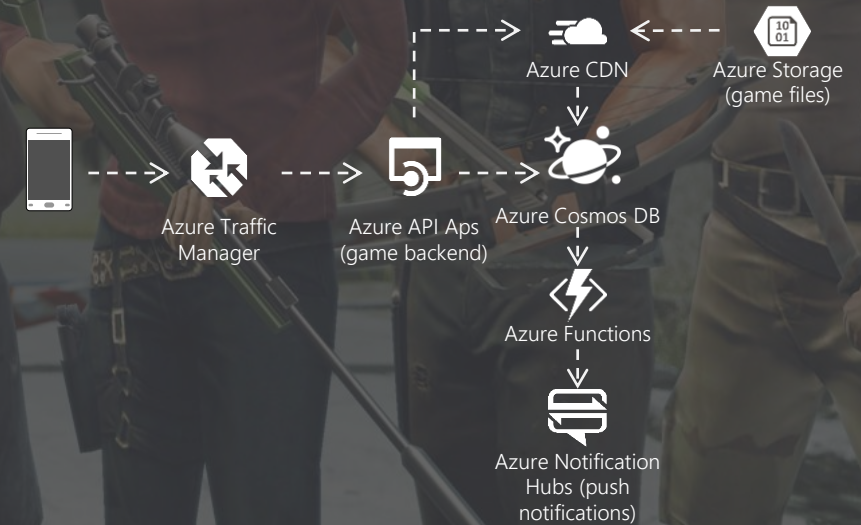 10
01
Azure CDN
Azure Storage
(game files)
Azure Traffic
Manager
Azure API Aps
(game backend)
Azure Cosmos DB
Azure Functions
Azure Notification
Hubs (push
notifications)